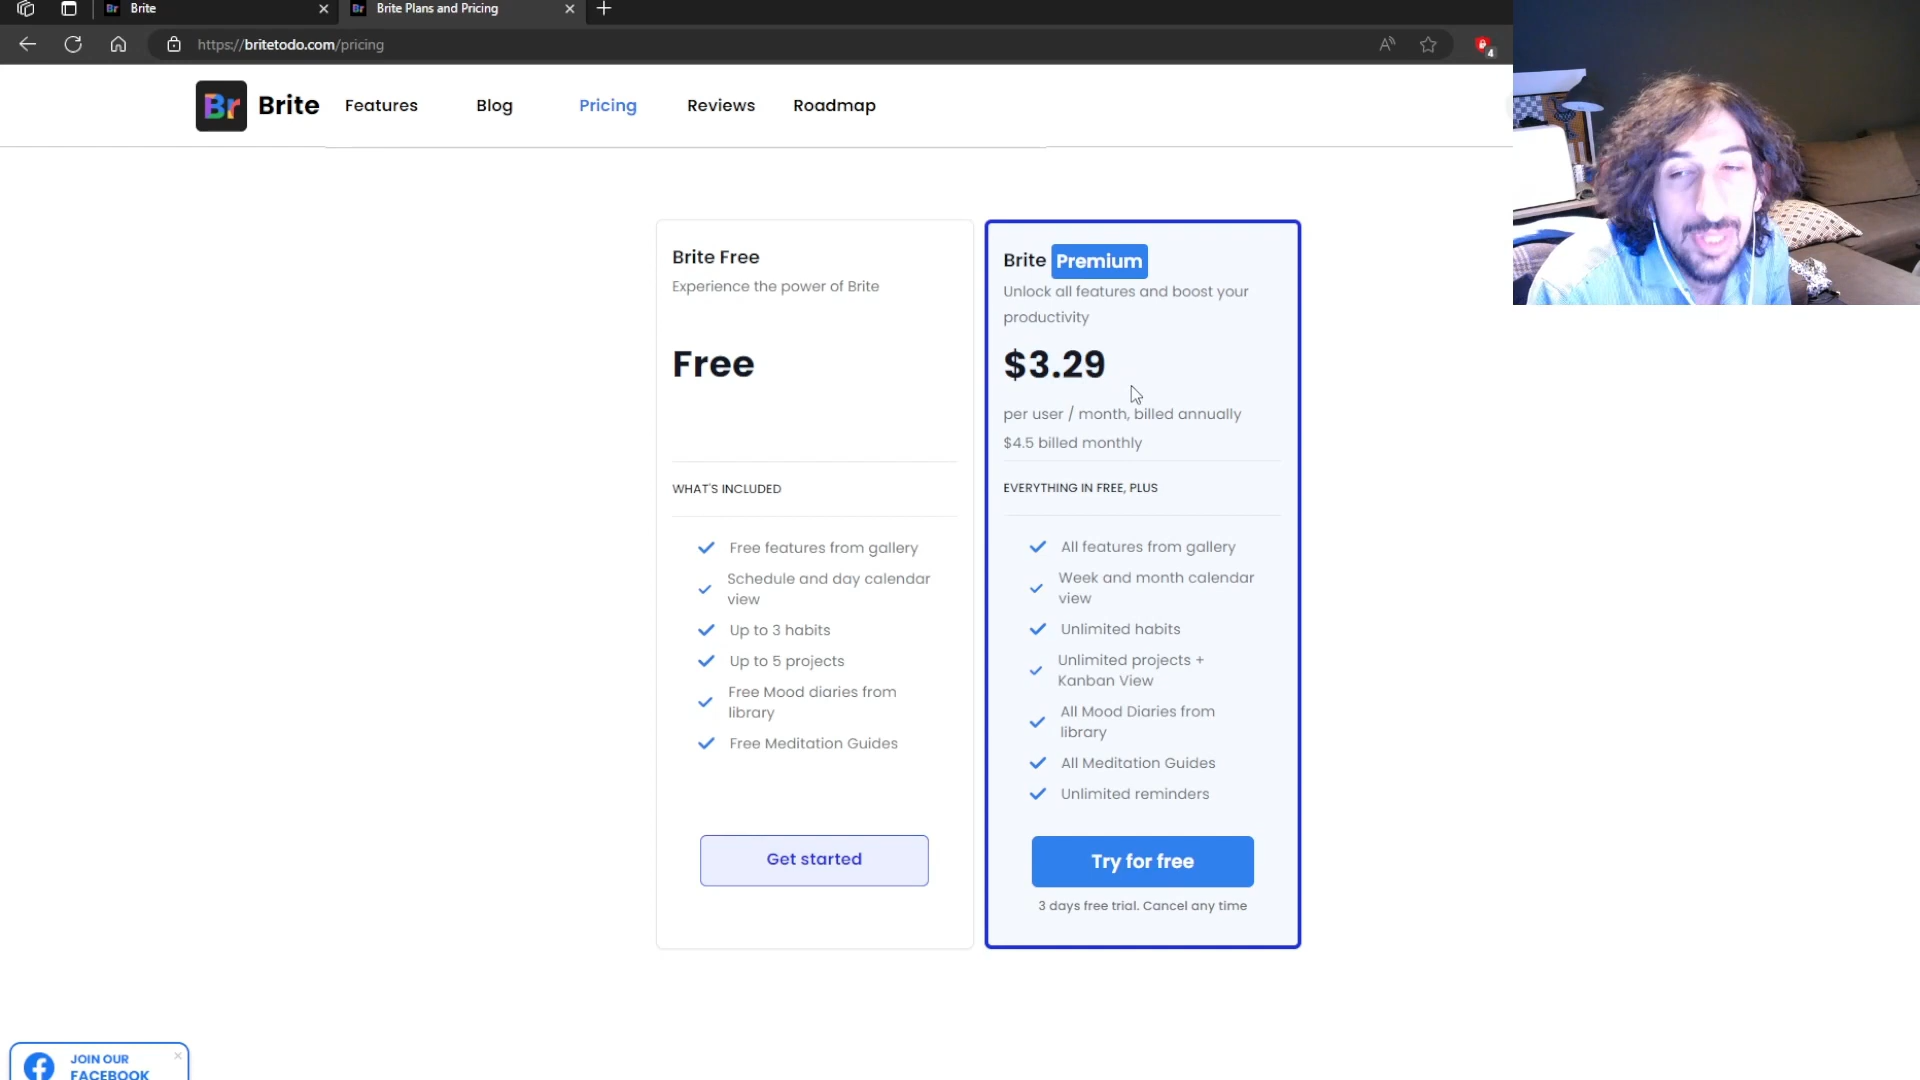 Brite
Brite Plans and Pricing
https://britetodo.com/pricing
4
Br
Brite
Features
Blog
Pricing
Reviews
Roadmap
Brite Free
Experience the power of Brite
Free
WHAT'S INCLUDED
Free features from gallery
Schedule and day calendar
view
Up to 3 habits
Up to 5 projects
Free Mood diaries from
library
Free Meditation Guides
Get started
Brite Premium
Unlock all features and boost your
productivity
$3.29
per user / month, billed annually
$4.5 billed monthly
EVERYTHING IN FREE, PLUS
All features from gallery
Week and month calendar
view
Unlimited habits
Unlimited projects +
Kanban View
All Mood Diaries from
library
All Meditation Guides
Unlimited reminders
Try for free
3 days free trial. Cancel any time
JOIN OUR
FACEBOOK